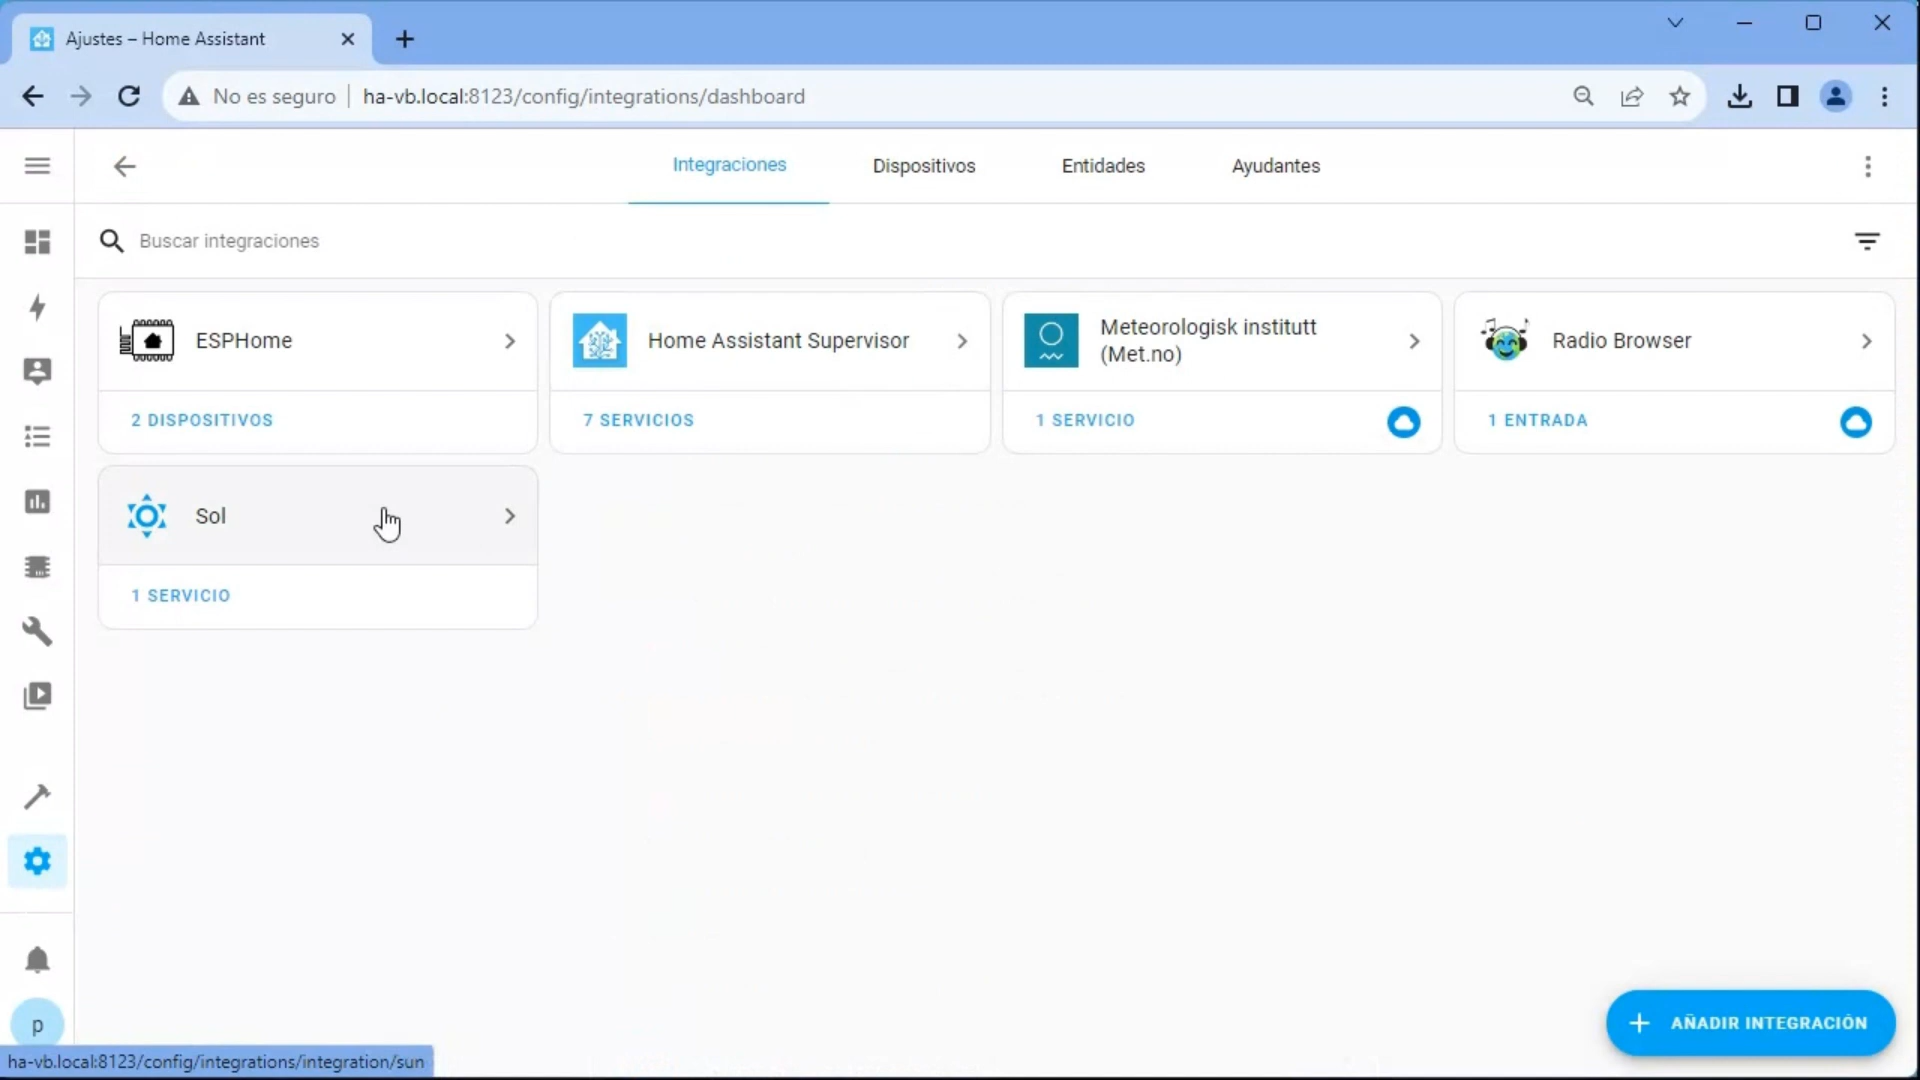 Ajustes – Home Assistant
No es seguro
ha-vb.local:8123/config/integrations/dashboard
Integraciones
Dispositivos
Entidades
Ayudantes
Buscar integraciones
ESPHome
2 DISPOSITIVOS
Home Assistant Supervisor
7 SERVICIOS
Meteorologisk institutt
(Met.no)
1 SERVICIO
Radio Browser
1 ENTRADA
Sol
1 SERVICIO
AÑADIR INTEGRACIÓN
p
ha-vb.local:8123/config/integrations/integration/sun